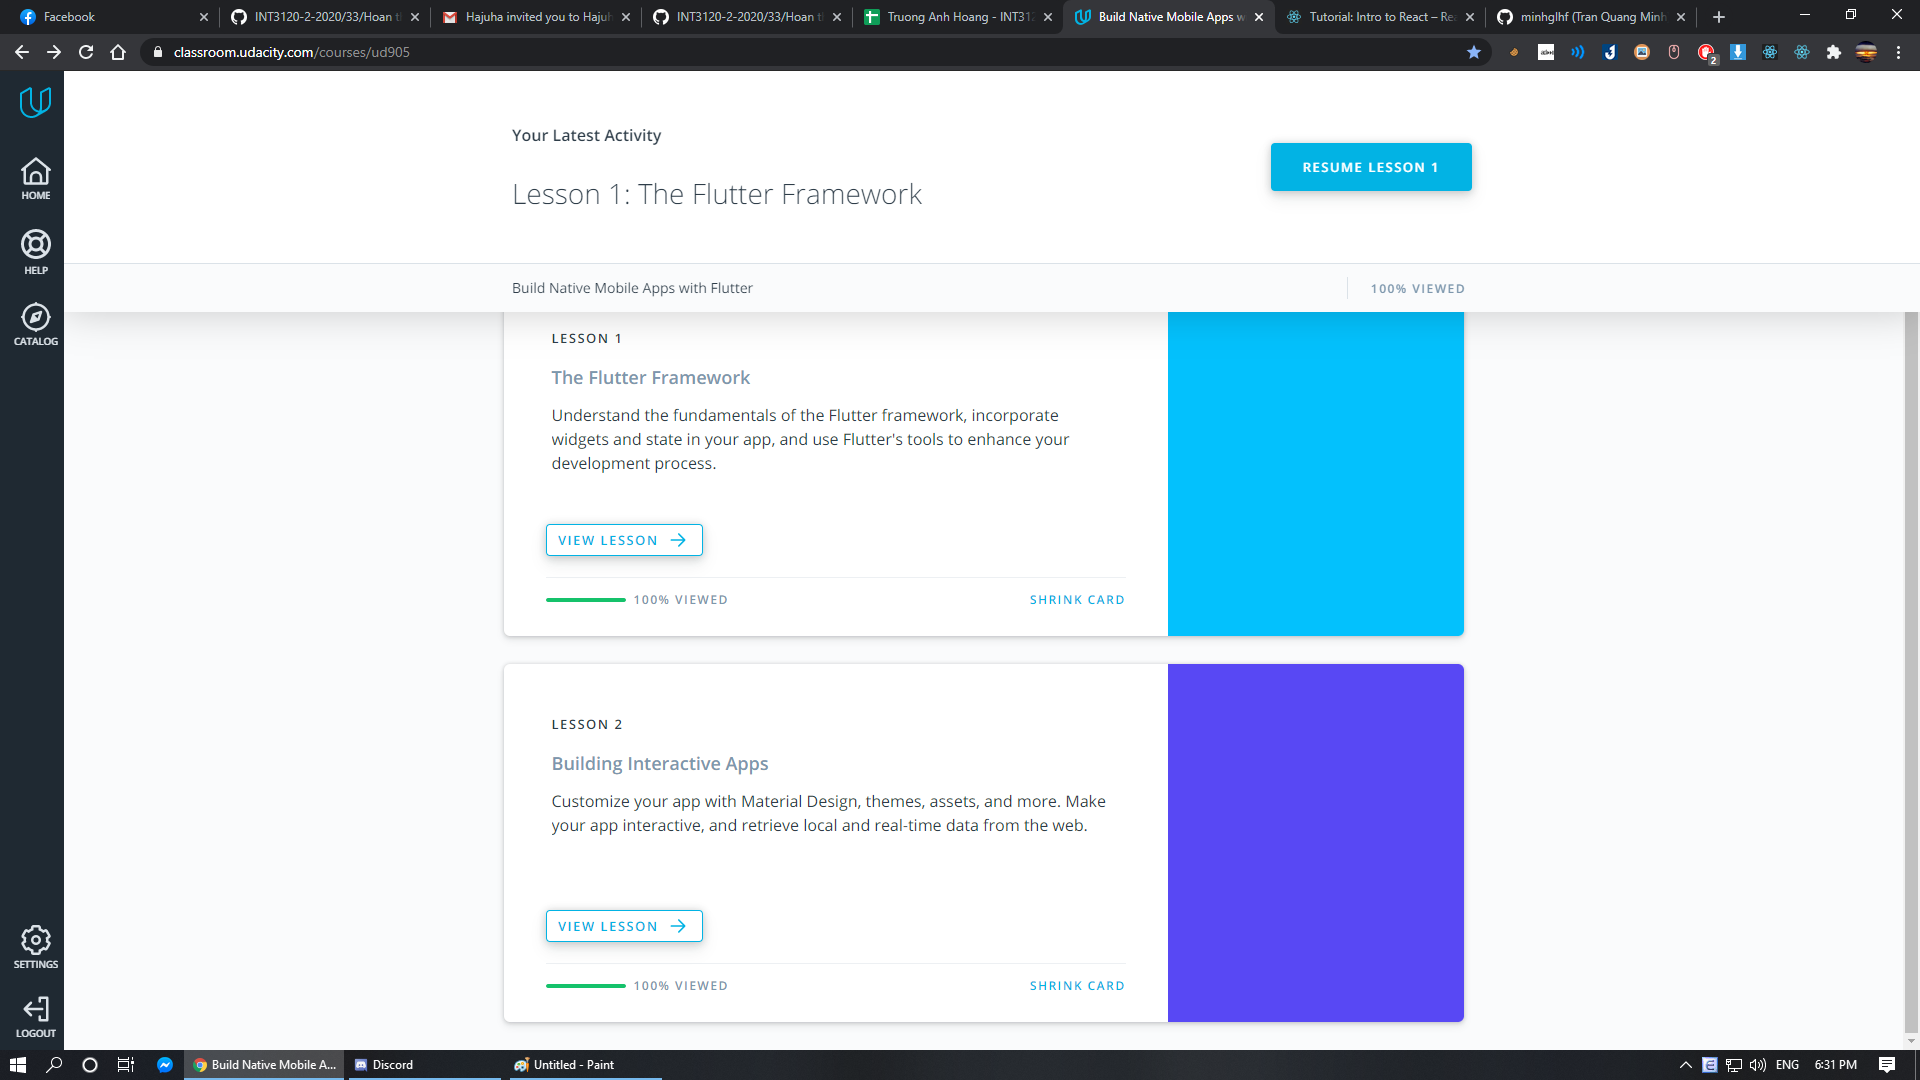 Facebook
INT3120-2-2020/33/Hoan t
Hajuha invited you to Hajuh
INT3120-2-2020/33/Hoan t
Truong Anh Hoang - INT312
Build Native Mobile Apps w
Tutorial: Intro to React – Rea
minhglhf (Tran Quang Minh
classroom.udacity.com/courses/ud905
2
HOME
HELP
CATALOG
SETTINGS
LOGOUT
Your Latest Activity
Lesson 1: The Flutter Framework
RESUME LESSON 1
Build Native Mobile Apps with Flutter
100% VIEWED
LESSON 1
The Flutter Framework
Understand the fundamentals of the Flutter framework, incorporate
widgets and state in your app, and use Flutter's tools to enhance your
development process.
VIEW LESSON
100% VIEWED
SHRINK CARD
LESSON 2
Building Interactive Apps
Customize your app with Material Design, themes, assets, and more. Make
your app interactive, and retrieve local and real-time data from the web.
VIEW LESSON
100% VIEWED
SHRINK CARD
Build Native Mobile A...
Discord
Untitled - Paint
ENG
6:31 PM